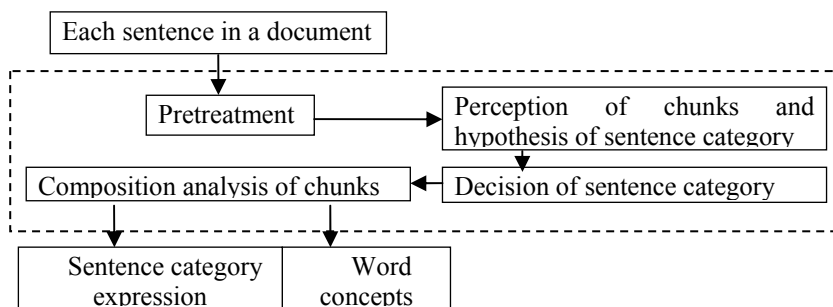 Each sentence in a document
Pretreatment
Perception of chunks and
hypothesis of sentence category
Composition analysis of chunks
Decision of sentence category
Sentence category
expression
Word
concepts